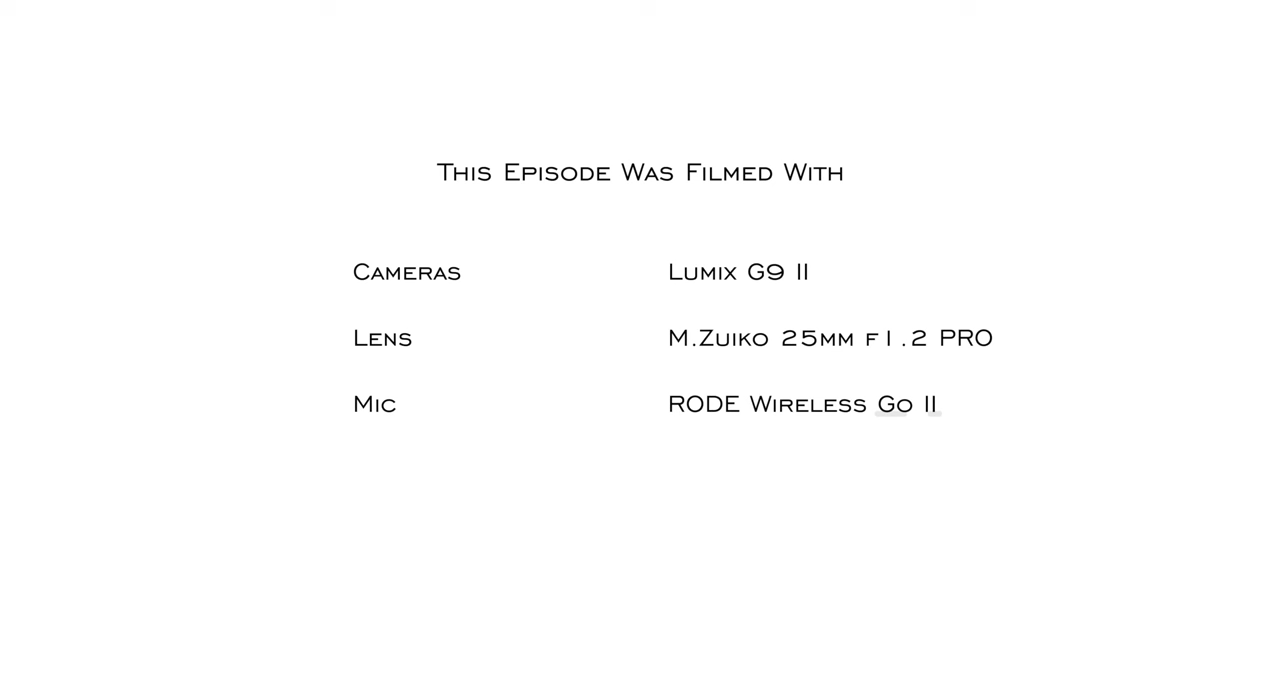 This Episode Was Filmed With
Cameras Lumix G9 II
Lens M.Zuiko 25mm f1.2 PRO
Mic RODE Wireless Go II